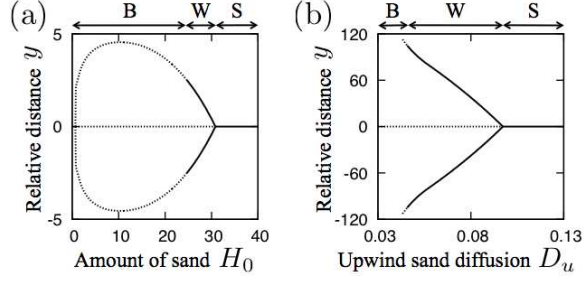 (a) B W S
5
0
-5
Relative distance y
0 10 20 30 40
Amount of sand H₀
(b) B W S
120
60
0
-60
-120
Relative distance y
0.03 0.08 0.13
Upwind sand diffusion Dᵤ